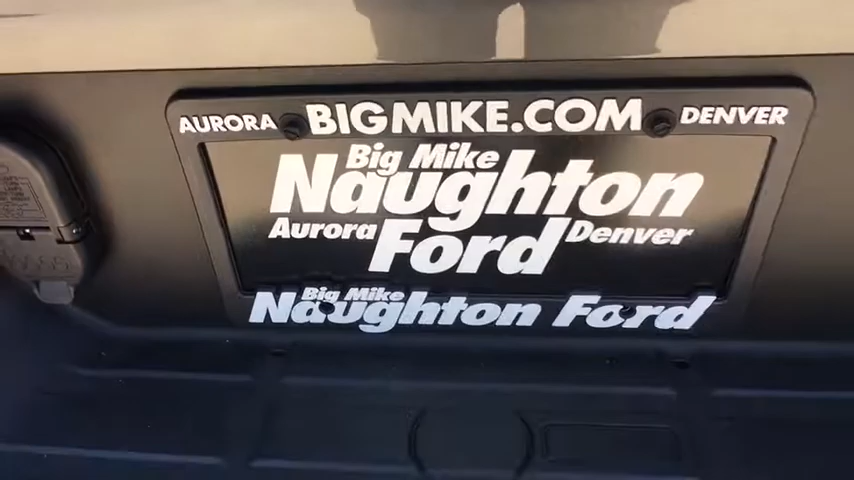 AURORA BIGMIKE.COM DENVER
Big Mike
Naughton
Aurora Ford Denver
Big Mike
Naughton Ford